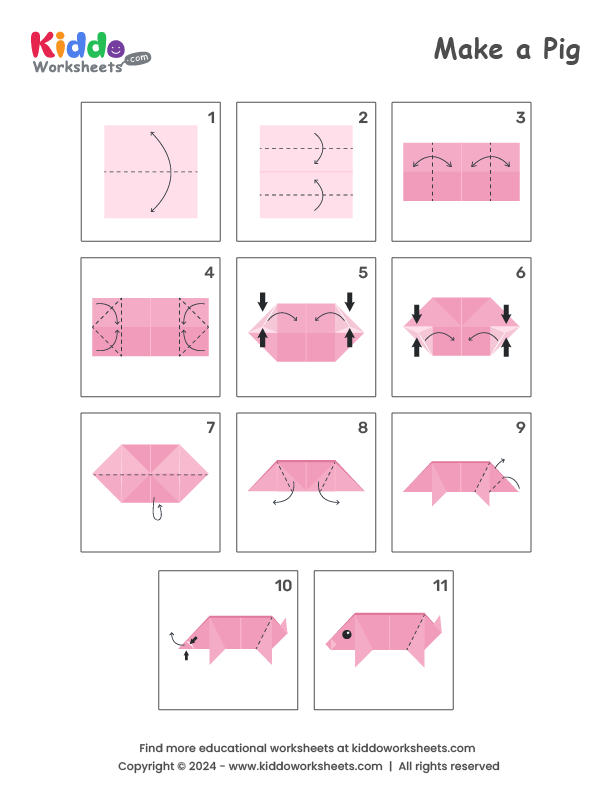 Kiddo
Worksheets.com
Make a Pig
1
2
3
4
5
6
7
8
9
10
11
Find more educational worksheets at kiddoworksheets.com
Copyright © 2024 - www.kiddoworksheets.com | All rights reserved